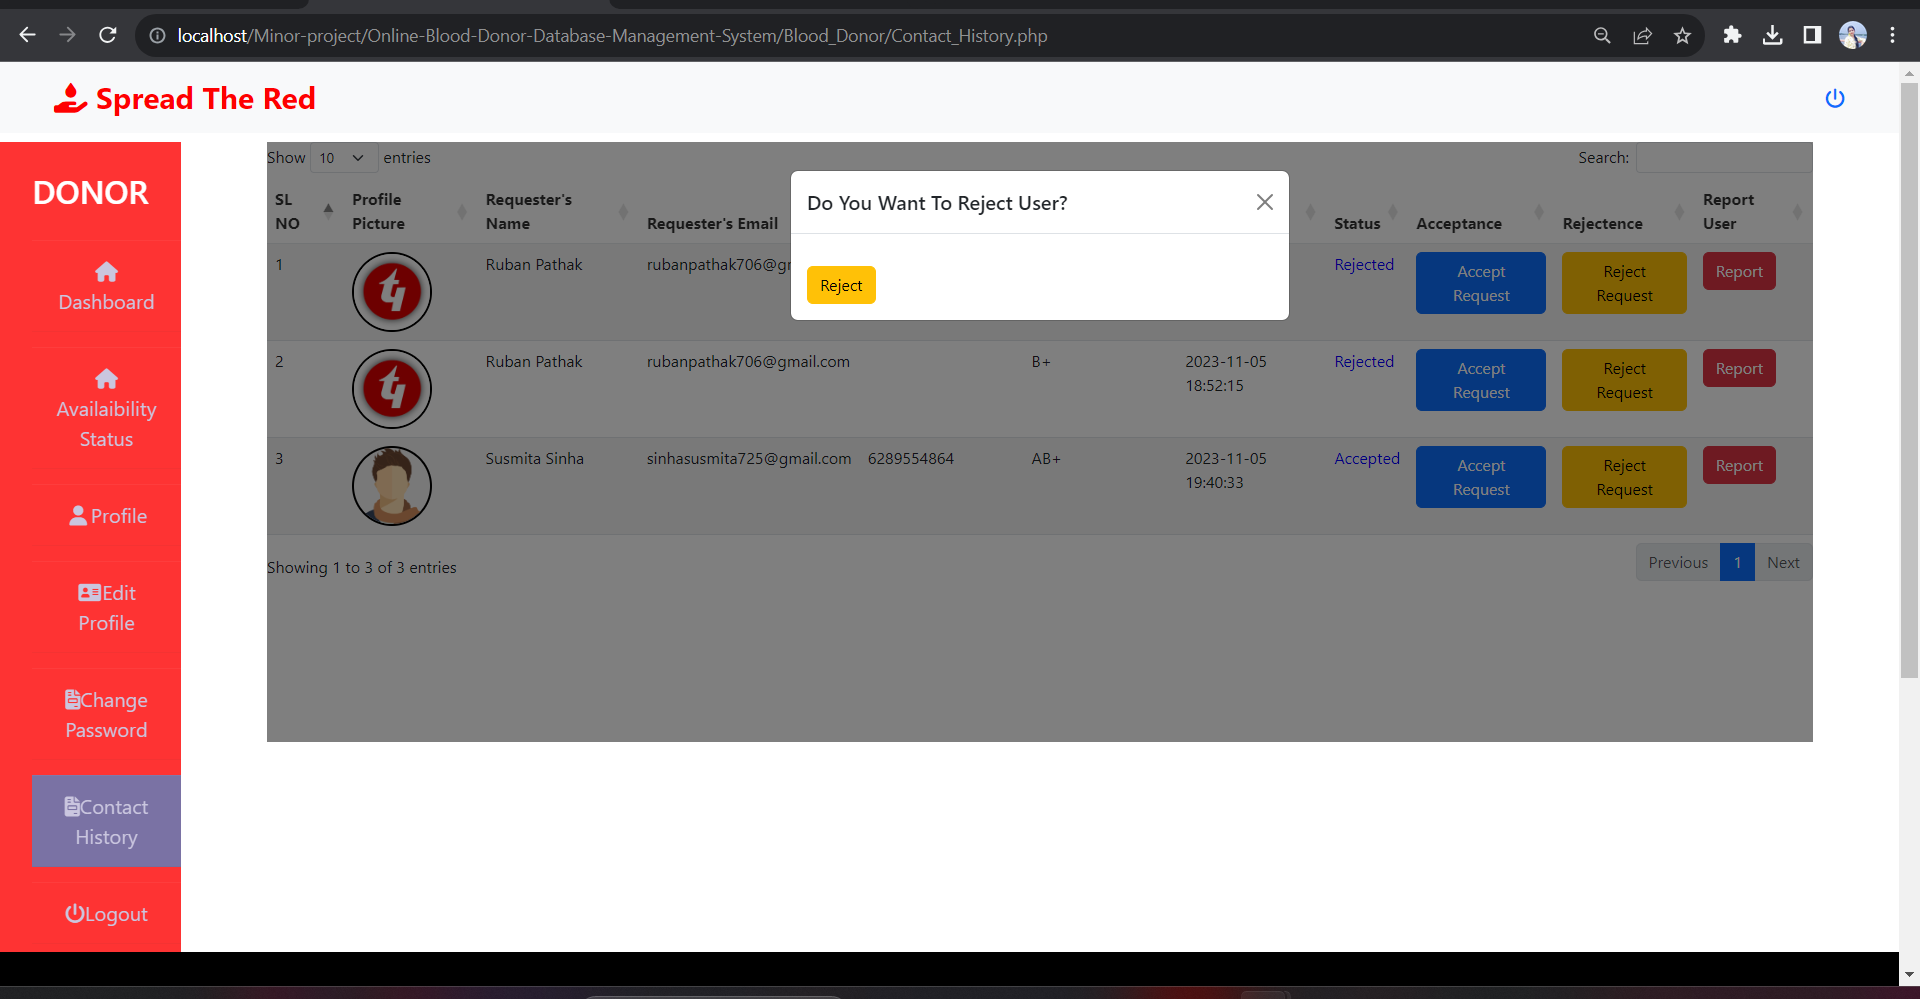 localhost/Minor-project/Online-Blood-Donor-Database-Management-System/Blood_Donor/Contact_History.php
Spread The Red
DONOR
Dashboard
Availaibility
Status
Profile
Edit
Profile
Change
Password
Contact
History
Logout
Show 10 entries
Search:
Do You Want To Reject User?
Reject
SL
NO
Profile
Picture
Requester's
Name
Requester's Email
Status
Acceptance
Rejectence
Report
User
1 Ruban Pathak rubanpathak706@gr Rejected
Accept
Request
Reject
Request
Report
2 Ruban Pathak rubanpathak706@gmail.com B+ 2023-11-05
18:52:15
Rejected
Accept
Request
Reject
Request
Report
3 Susmita Sinha sinhasusmita725@gmail.com 6289554864 AB+ 2023-11-05
19:40:33
Accepted
Accept
Request
Reject
Request
Report
Showing 1 to 3 of 3 entries
Previous 1 Next